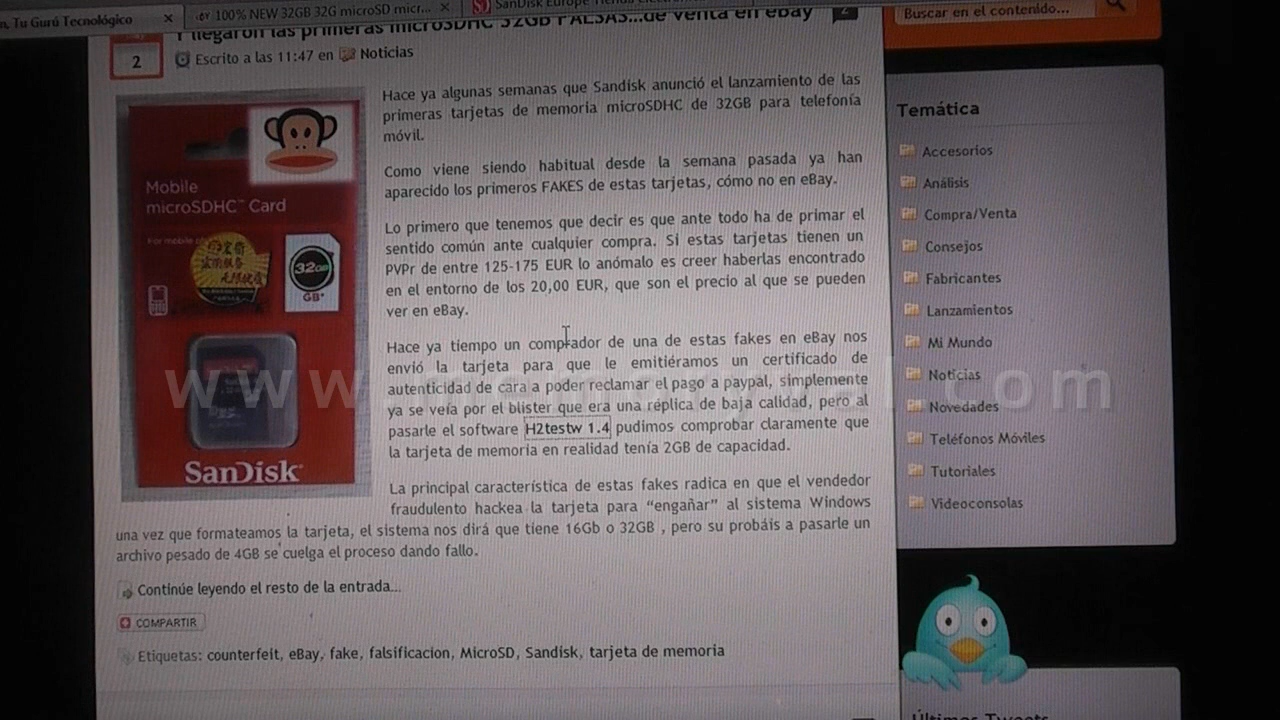 Tu Gurú Tecnológico
100% NEW 32GB 32G microSD micr...
SanDisk Europe Tienda
Y llegaron las primeras microSDHC 32GB FALSAS...de venta en eBay
2
2
Escrito a las 11:47 en Noticias
Buscar en el contenido...
Mobile
microSDHC™ Card
For mobile
32GB
GB*
SanDisk
Hace ya algunas semanas que Sandisk anunció el lanzamiento de las
primeras tarjetas de memoria microSDHC de 32GB para telefonía
móvil.
Como viene siendo habitual desde la semana pasada ya han
aparecido los primeros FAKES de estas tarjetas, cómo no en eBay.
Lo primero que tenemos que decir es que ante todo ha de primar el
sentido común ante cualquier compra. Si estas tarjetas tienen un
PVPr de entre 125-175 EUR lo anómalo es creer haberlas encontrado
en el entorno de los 20,00 EUR, que son el precio al que se pueden
ver en eBay.
Hace ya tiempo un comprador de una de estas fakes en eBay nos
envió la tarjeta para que le emitiéramos un certificado de
autenticidad de cara a poder reclamar el pago a paypal, simplemente
ya se veía por el blister que era una réplica de baja calidad, pero al
pasarle el software H2testw 1.4 pudimos comprobar claramente que
la tarjeta de memoria en realidad tenía 2GB de capacidad.
La principal característica de estas fakes radica en que el vendedor
fraudulento hackea la tarjeta para “engañar” al sistema Windows
una vez que formateamos la tarjeta, el sistema nos dirá que tiene 16Gb o 32GB , pero su probáis a pasarle un
archivo pesado de 4GB se cuelga el proceso dando fallo.
Continúe leyendo el resto de la entrada...
COMPARTIR
Etiquetas: counterfeit, eBay, fake, falsificacion, MicroSD, Sandisk, tarjeta de memoria
Temática
Accesorios
Análisis
Compra/Venta
Consejos
Fabricantes
Lanzamientos
Mi Mundo
Noticias
Novedades
Teléfonos Móviles
Tutoriales
Videoconsolas
Últimos Tweets